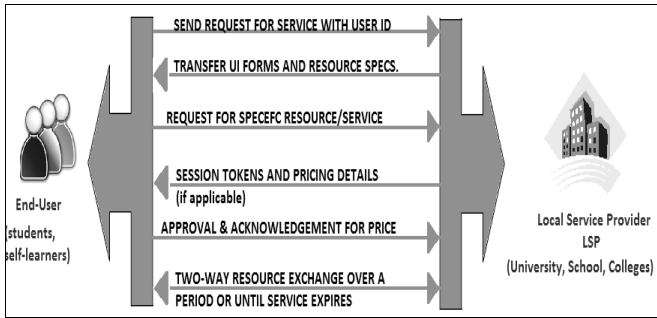 SEND REQUEST FOR SERVICE WITH USER ID
TRANSFER UI FORMS AND RESOURCE SPECS.
REQUEST FOR SPECEFC RESOURCE/SERVICE
SESSION TOKENS AND PRICING DETAILS
(if applicable)
APPROVAL & ACKNOWLEDGEMENT FOR PRICE
TWO-WAY RESOURCE EXCHANGE OVER A
PERIOD OR UNTIL SERVICE EXPIRES
End-User
(students,
self-learners)
Local Service Provider
LSP
(University, School, Colleges)